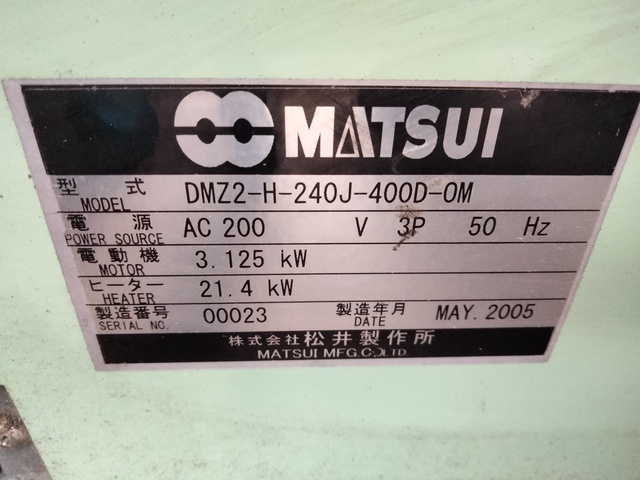 MATSUI
型式 MODEL DMZ2-H-240J-400D-OM
電源 POWER SOURCE AC 200 V 3P 50 Hz
電動機 MOTOR 3.125 kW
ヒーター HEATER 21.4 kW
製造番号 SERIAL NO. 00023 製造年月 DATE MAY. 2005
株式会社 松井製作所
MATSUI MFG.CO.,LTD.